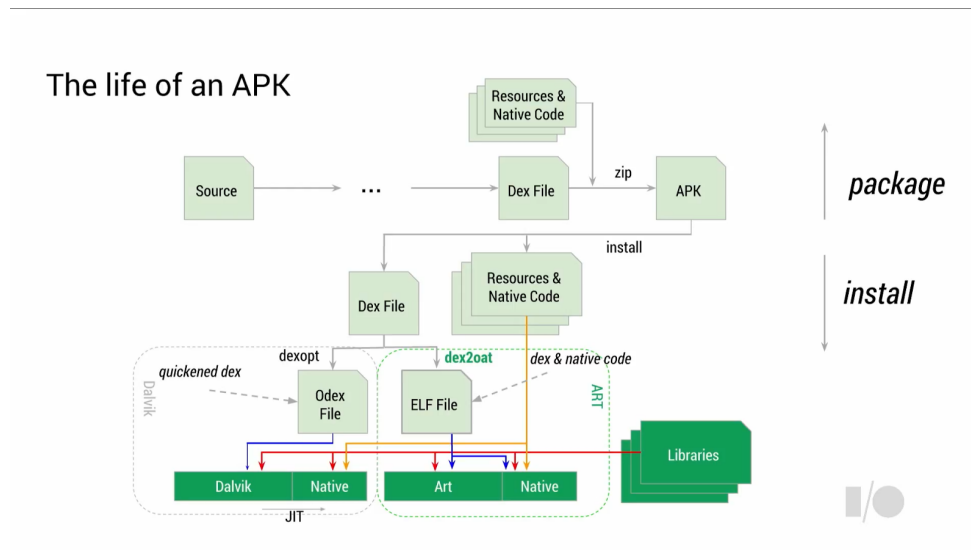 The life of an APK
Resources &
Native Code
Source
...
Dex File
zip
APK
package
install
Resources &
Native Code
install
Dex File
dexopt
dex2oat
dex & native code
quickened dex
Dalvik
Odex
File
ELF File
ART
Libraries
Dalvik
Native
Art
Native
JIT
I/O